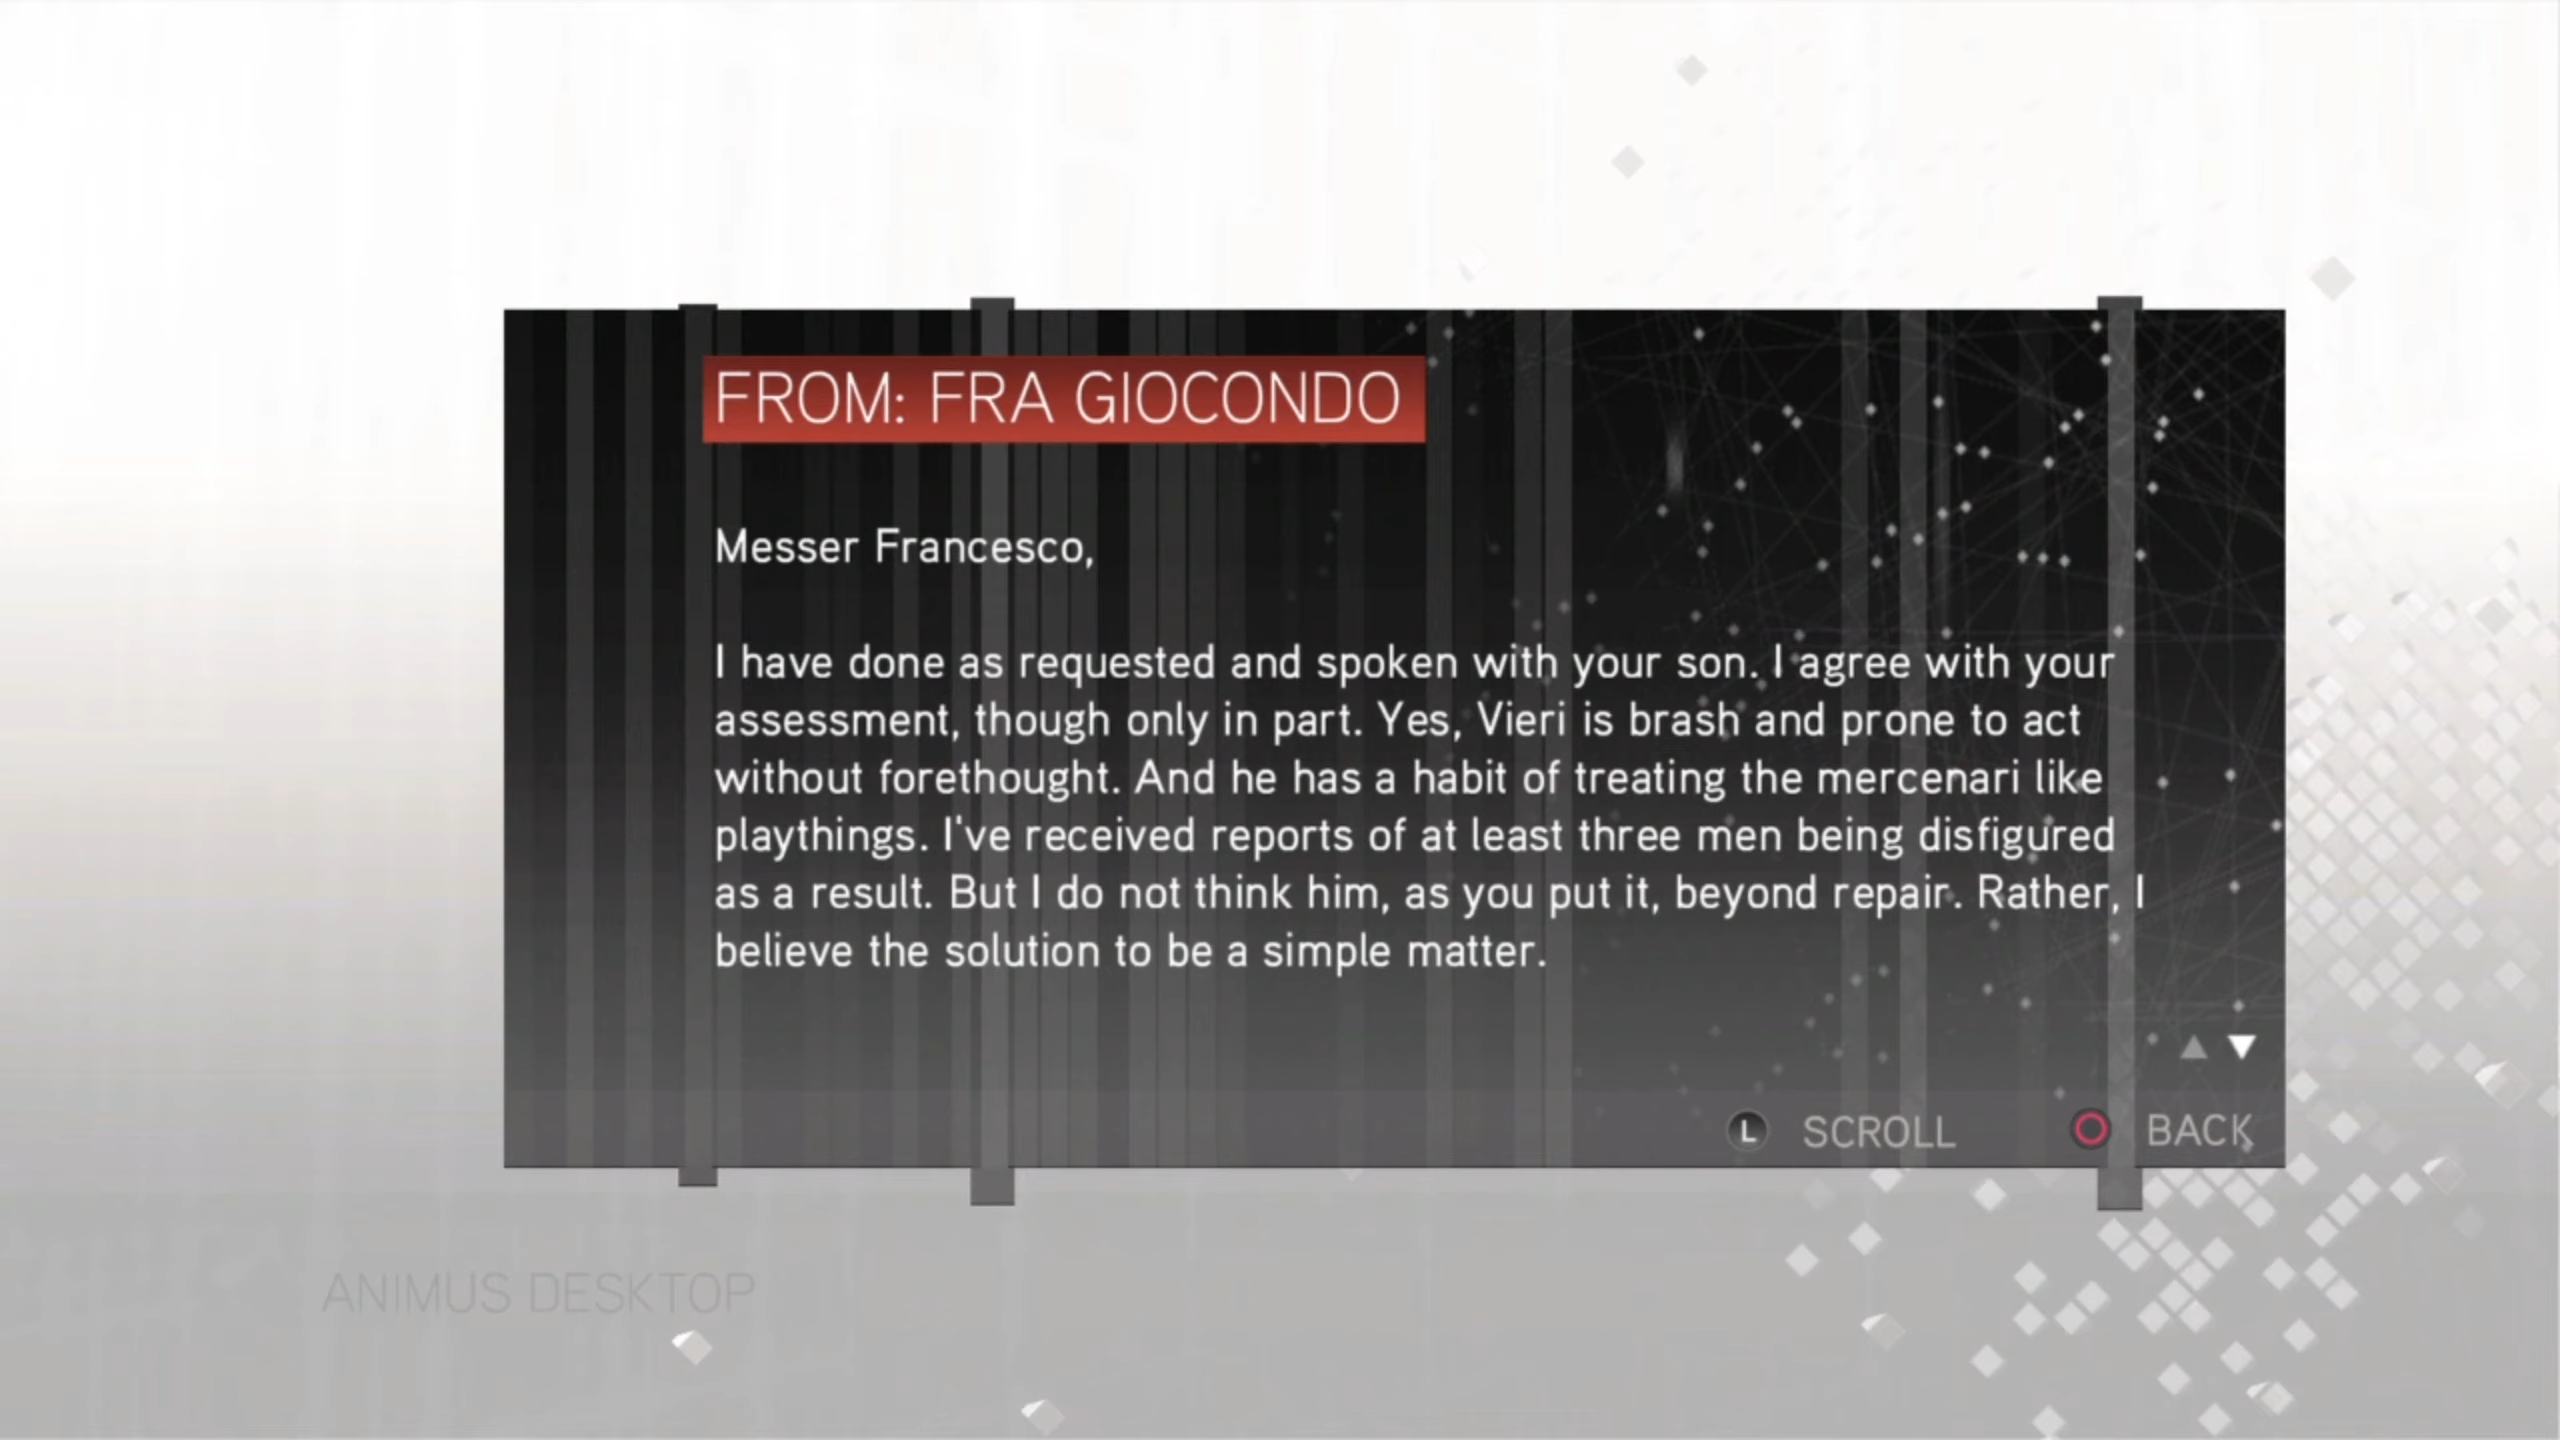 FROM: FRA GIOCONDO
Messer Francesco,
I have done as requested and spoken with your son. I agree with your
assessment, though only in part. Yes, Vieri is brash and prone to act
without forethought. And he has a habit of treating the mercenari like
playthings. I've received reports of at least three men being disfigured
as a result. But I do not think him, as you put it, beyond repair. Rather, I
believe the solution to be a simple matter.
L SCROLL BACK
ANIMUS DESKTOP